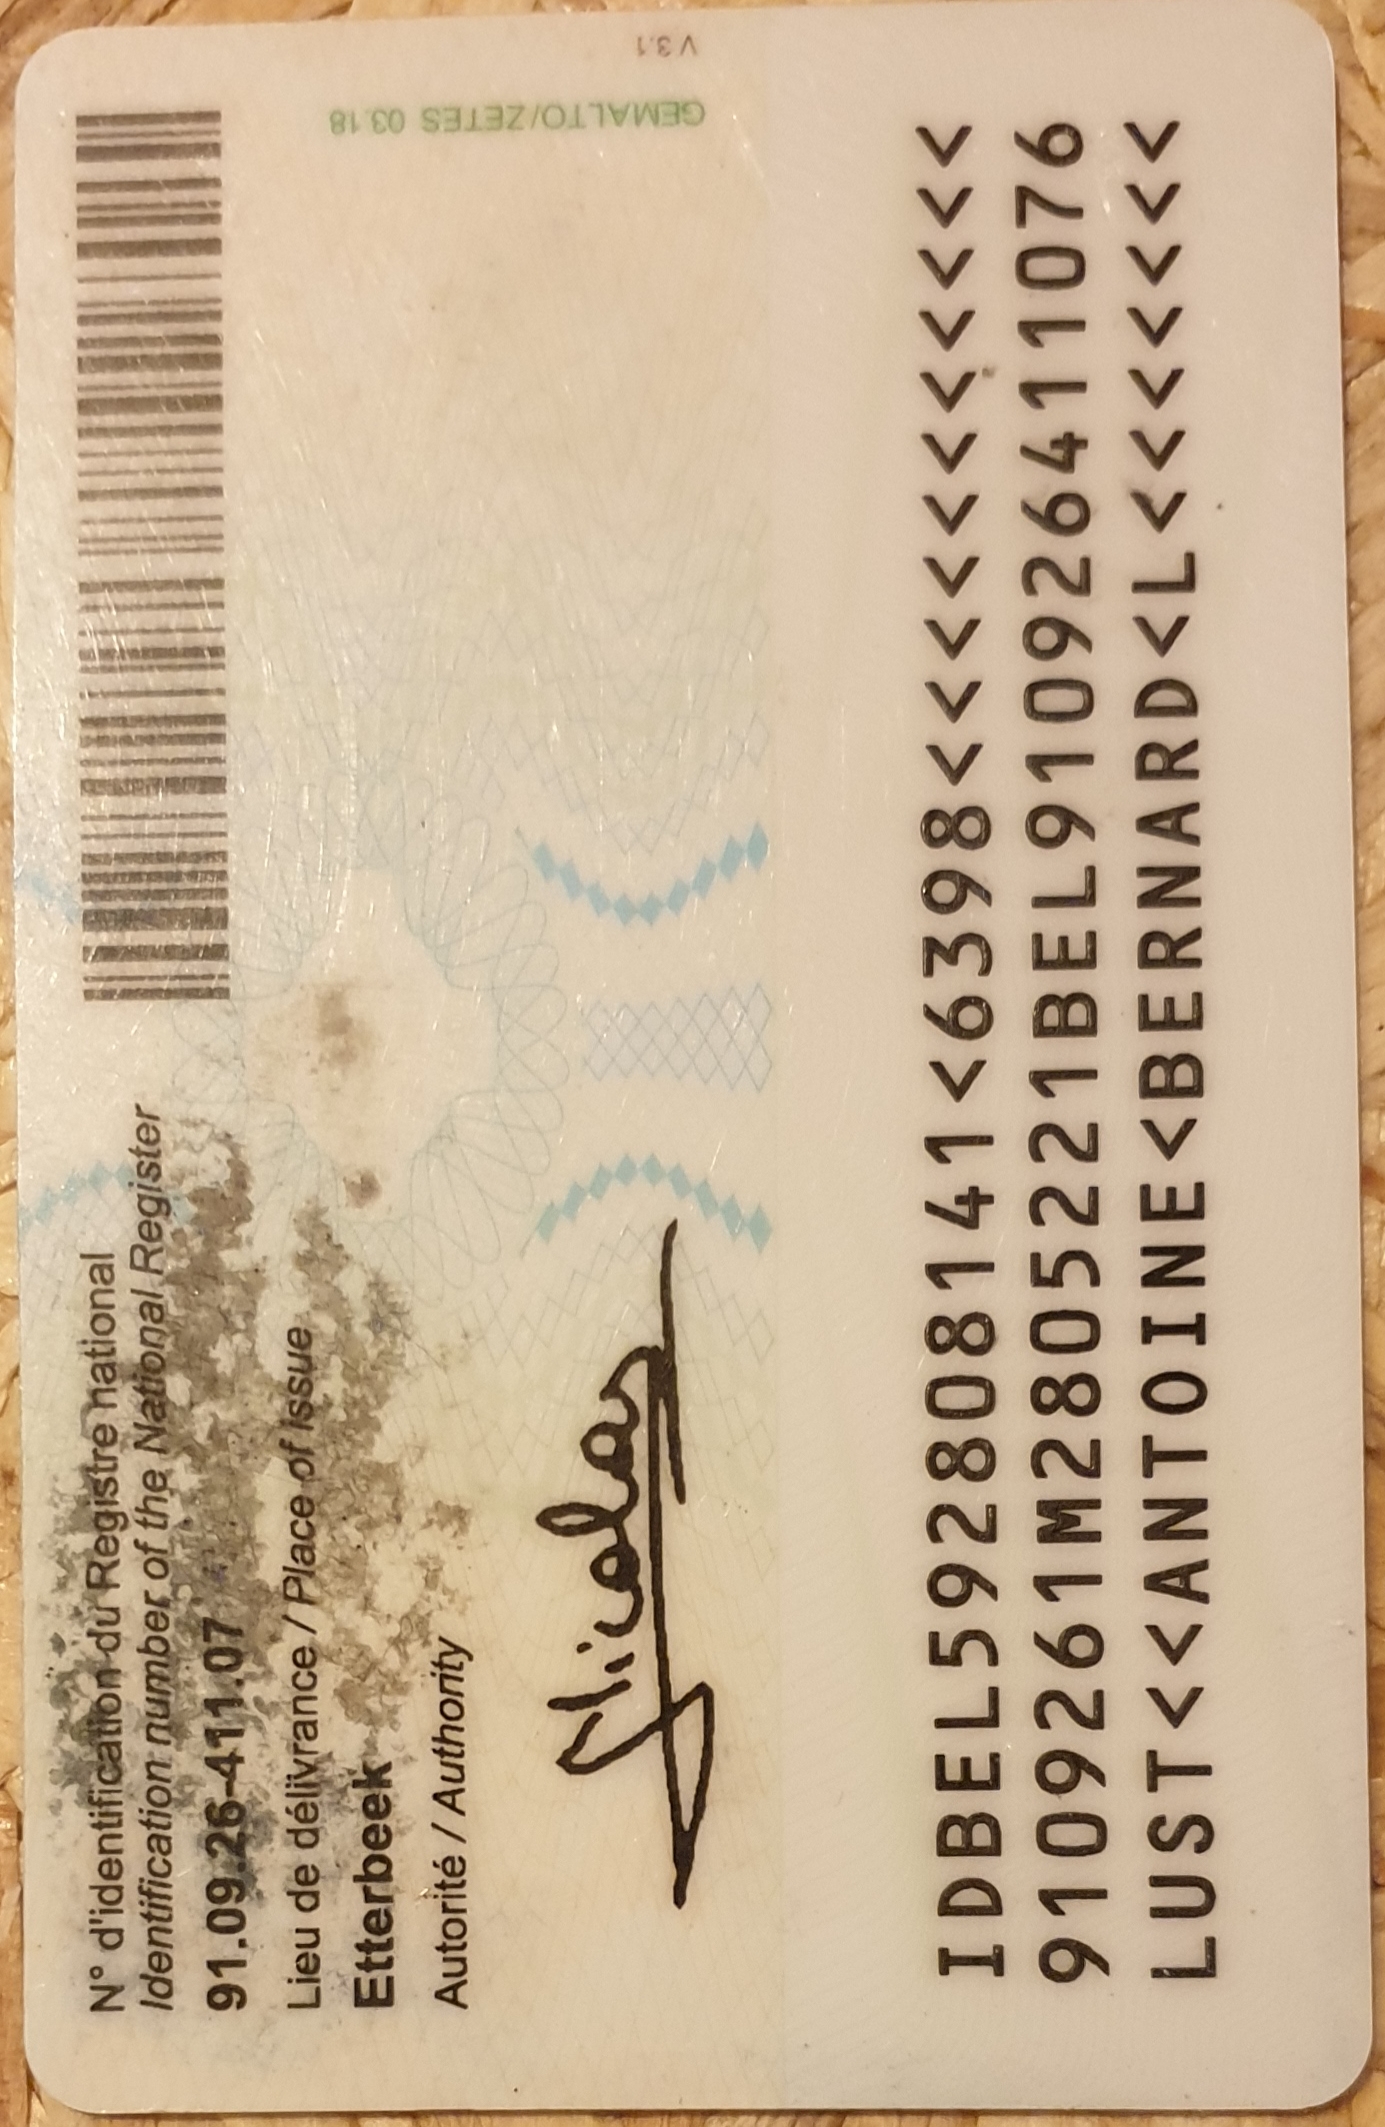 N° d'identification du Registre national
Identification number of the National Register
91.09.26-411.07
Lieu de délivrance / Place of issue
Etterbeek
Autorité / Authority
GEMALTO/ZETES 03.18
V 3.1
IDBEL592808141<6398<<<<<<<<<<<
9109261M2805221BEL910926411076
LUST<<ANTOINE<BERNARD<L<<<<<<<